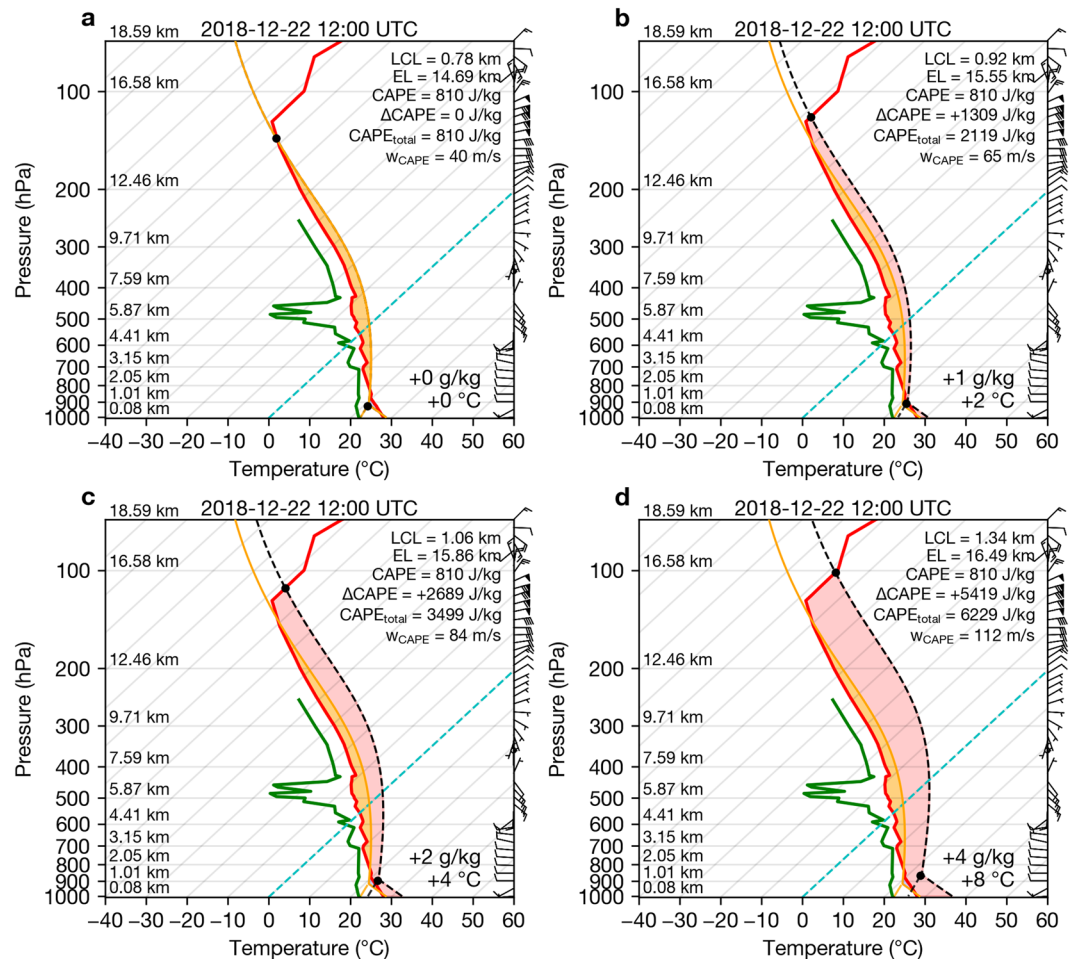 a
2018-12-22 12:00 UTC
18.59 km
16.58 km
12.46 km
9.71 km
7.59 km
5.87 km
4.41 km
3.15 km
2.05 km
1.01 km
0.08 km
LCL = 0.78 km
EL = 14.69 km
CAPE = 810 J/kg
ΔCAPE = 0 J/kg
CAPEtotal = 810 J/kg
wCAPE = 40 m/s
+0 g/kg
+0 °C
Pressure (hPa)
100
200
300
400
500
600
700
800
900
1000
−40 −30 −20 −10 0 10 20 30 40 50 60
Temperature (°C)
b
2018-12-22 12:00 UTC
18.59 km
16.58 km
12.46 km
9.71 km
7.59 km
5.87 km
4.41 km
3.15 km
2.05 km
1.01 km
0.08 km
LCL = 0.92 km
EL = 15.55 km
CAPE = 810 J/kg
ΔCAPE = +1309 J/kg
CAPEtotal = 2119 J/kg
wCAPE = 65 m/s
+1 g/kg
+2 °C
Pressure (hPa)
100
200
300
400
500
600
700
800
900
1000
−40 −30 −20 −10 0 10 20 30 40 50 60
Temperature (°C)
c
2018-12-22 12:00 UTC
18.59 km
16.58 km
12.46 km
9.71 km
7.59 km
5.87 km
4.41 km
3.15 km
2.05 km
1.01 km
0.08 km
LCL = 1.06 km
EL = 15.86 km
CAPE = 810 J/kg
ΔCAPE = +2689 J/kg
CAPEtotal = 3499 J/kg
wCAPE = 84 m/s
+2 g/kg
+4 °C
Pressure (hPa)
100
200
300
400
500
600
700
800
900
1000
−40 −30 −20 −10 0 10 20 30 40 50 60
Temperature (°C)
d
2018-12-22 12:00 UTC
18.59 km
16.58 km
12.46 km
9.71 km
7.59 km
5.87 km
4.41 km
3.15 km
2.05 km
1.01 km
0.08 km
LCL = 1.34 km
EL = 16.49 km
CAPE = 810 J/kg
ΔCAPE = +5419 J/kg
CAPEtotal = 6229 J/kg
wCAPE = 112 m/s
+4 g/kg
+8 °C
Pressure (hPa)
100
200
300
400
500
600
700
800
900
1000
−40 −30 −20 −10 0 10 20 30 40 50 60
Temperature (°C)